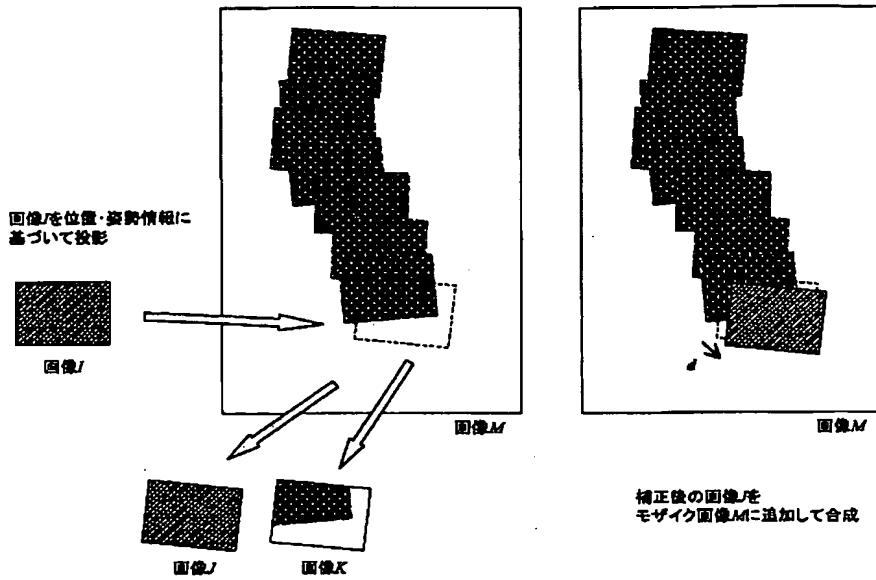 画像Iを位置・姿勢情報に
基づいて投影
画像I
画像M
画像J
画像K
d
画像M
補正後の画像Jを
モザイク画像Mに追加して合成